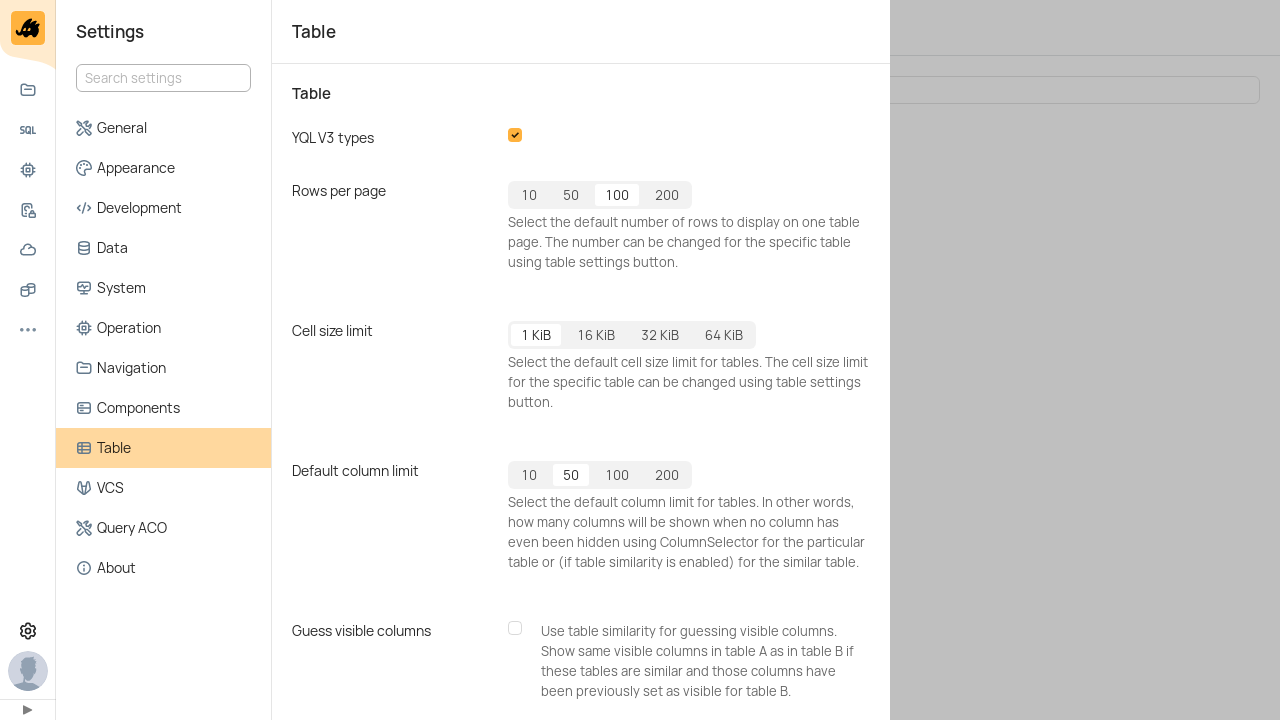 Settings
Search settings
General
Appearance
Development
Data
System
Operation
Navigation
Components
Table
VCS
Query ACO
About
SQL
Table
Table
YQL V3 types
Rows per page
10 50 100 200
Select the default number of rows to display on one table
page. The number can be changed for the specific table
using table settings button.
Cell size limit
1 KiB 16 KiB 32 KiB 64 KiB
Select the default cell size limit for tables. The cell size limit
for the specific table can be changed using table settings
button.
Default column limit
10 50 100 200
Select the default column limit for tables. In other words,
how many columns will be shown when no column has
even been hidden using ColumnSelector for the particular
table or (if table similarity is enabled) for the similar table.
Guess visible columns
Use table similarity for guessing visible columns.
Show same visible columns in table A as in table B if
these tables are similar and those columns have
been previously set as visible for table B.